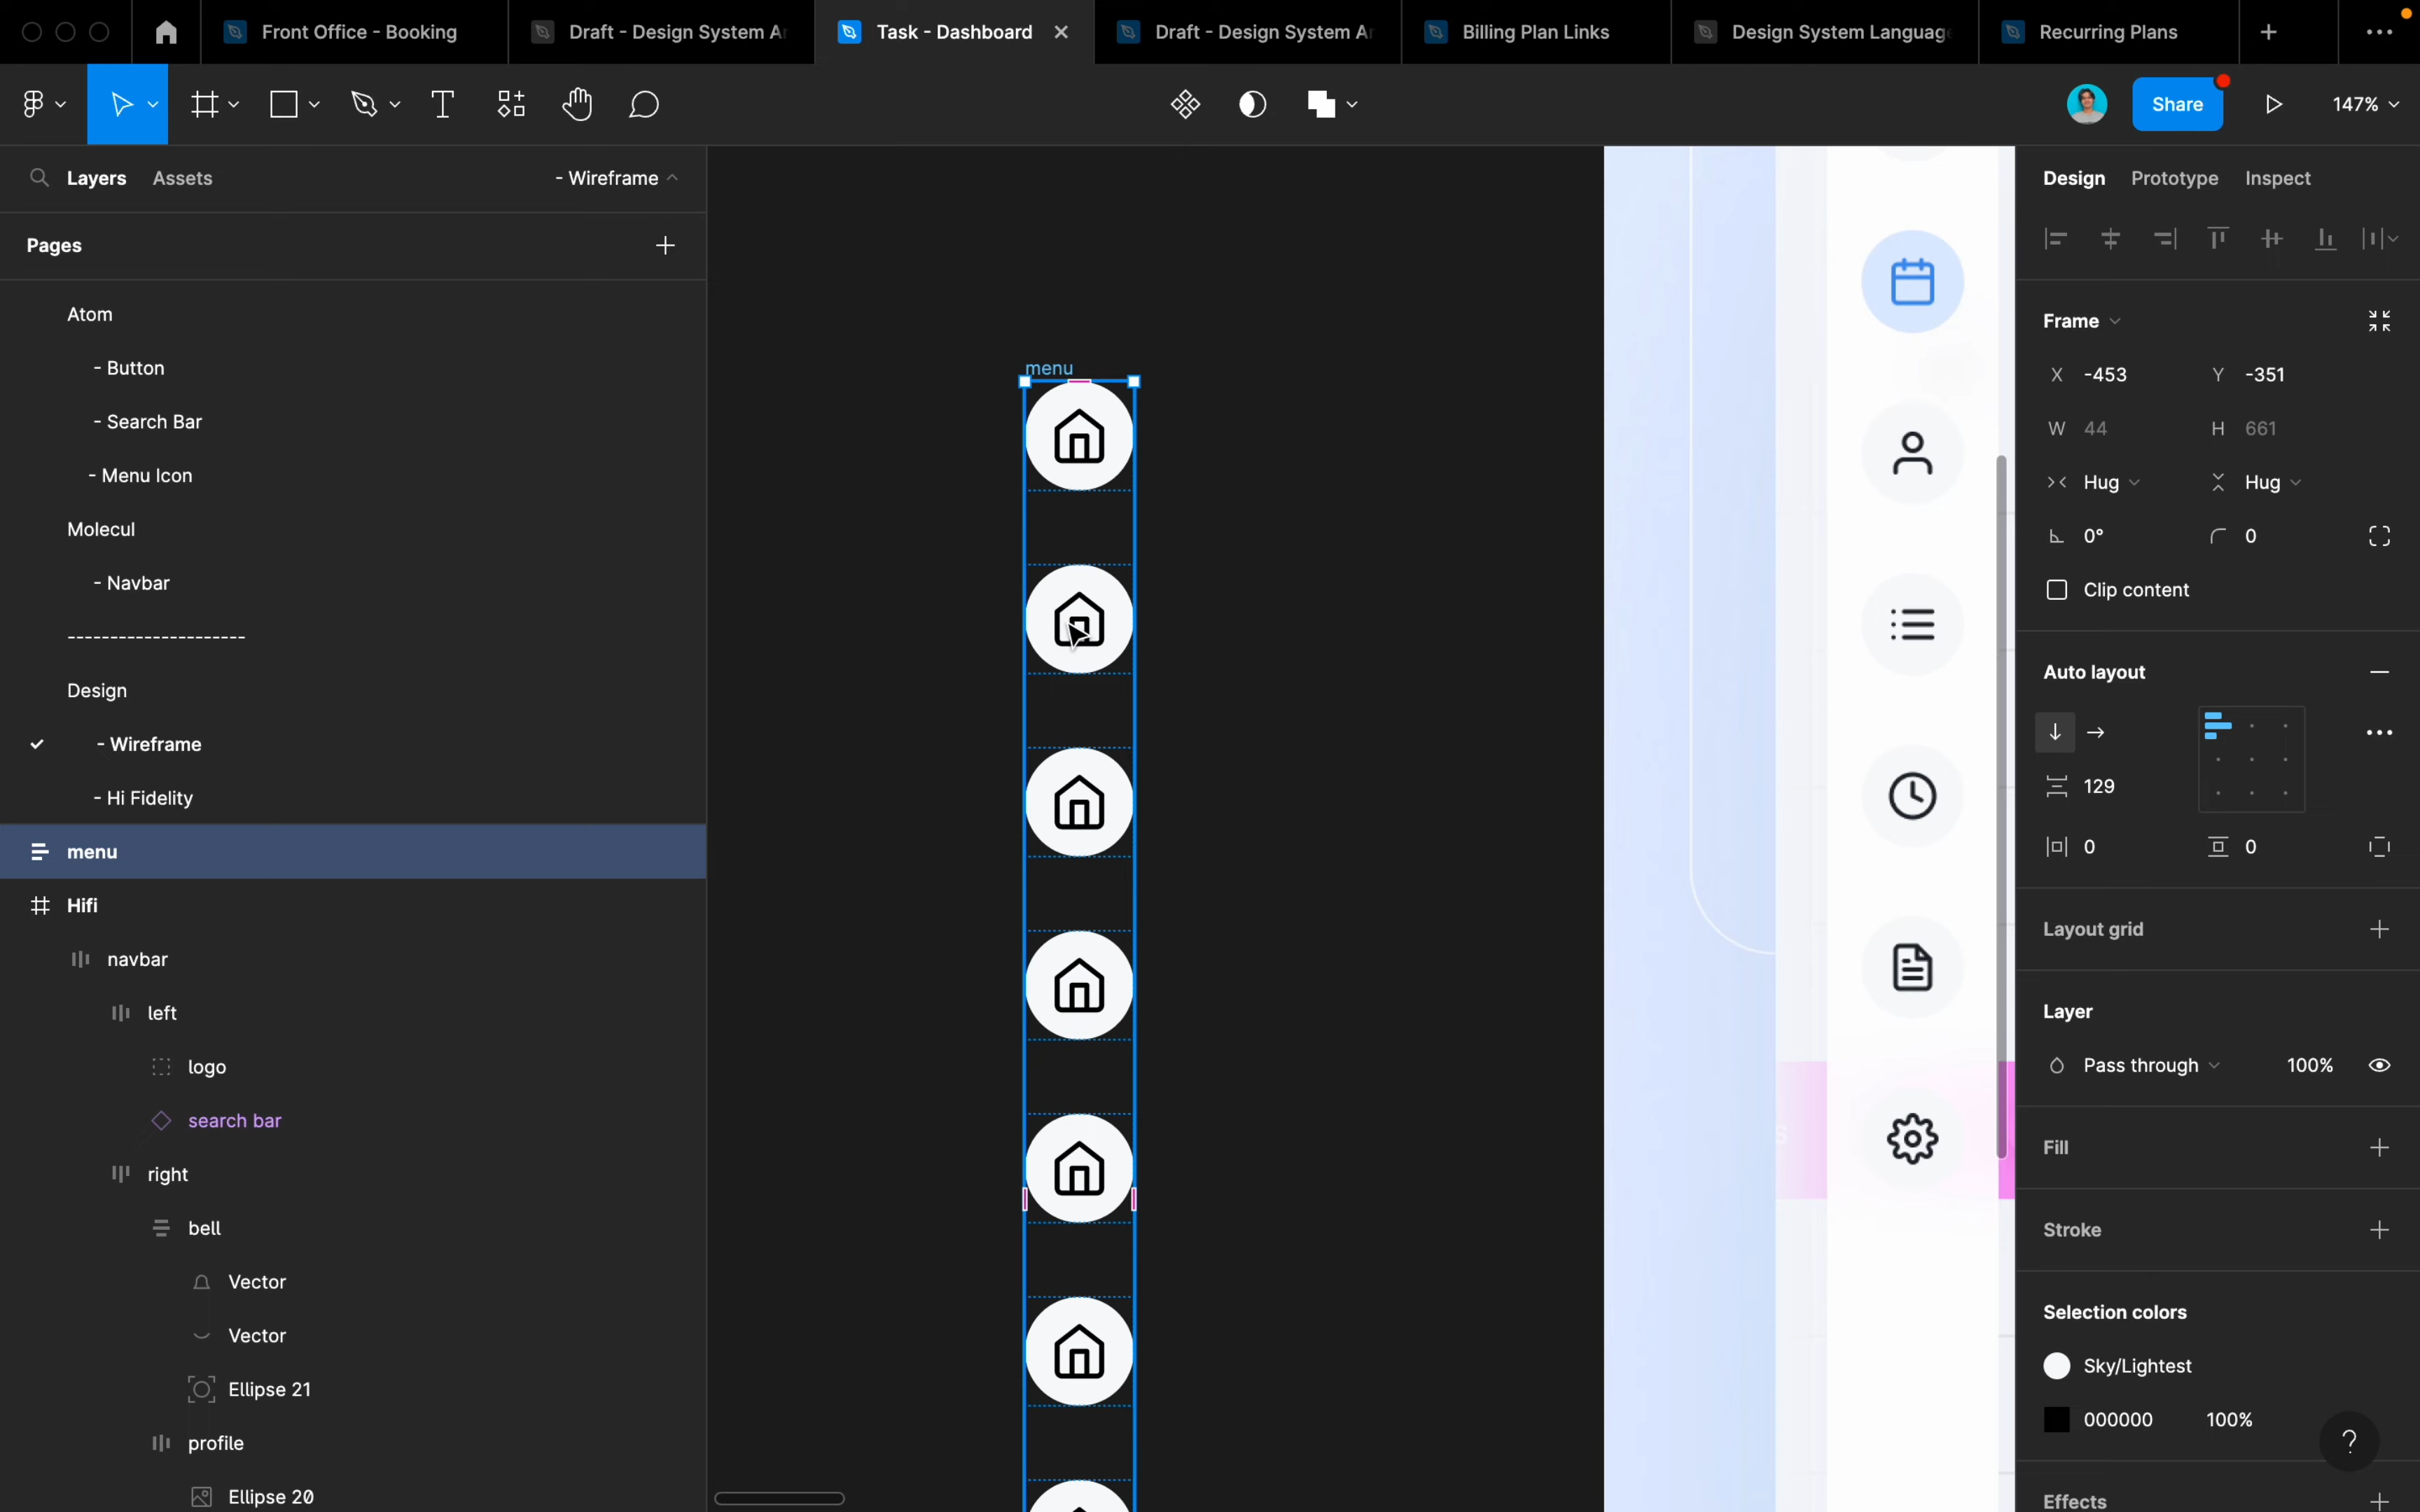 Front Office - Booking
Draft - Design System Ar
Task - Dashboard
Draft - Design System Ar
Billing Plan Links
Design System Language
Recurring Plans
Share
147%
Layers
Assets
- Wireframe
Pages
Atom
- Button
- Search Bar
- Menu Icon
Molecul
- Navbar
---------------------
Design
- Wireframe
- Hi Fidelity
menu
Hifi
navbar
left
logo
search bar
right
bell
Vector
Vector
Ellipse 21
profile
Ellipse 20
menu
Design
Prototype
Inspect
Frame
X -453
Y -351
W 44
H 661
Hug
Hug
0°
0
Clip content
Auto layout
129
0
0
Layout grid
Layer
Pass through
100%
Fill
Stroke
Selection colors
Sky/Lightest
000000
100%
?
Effects